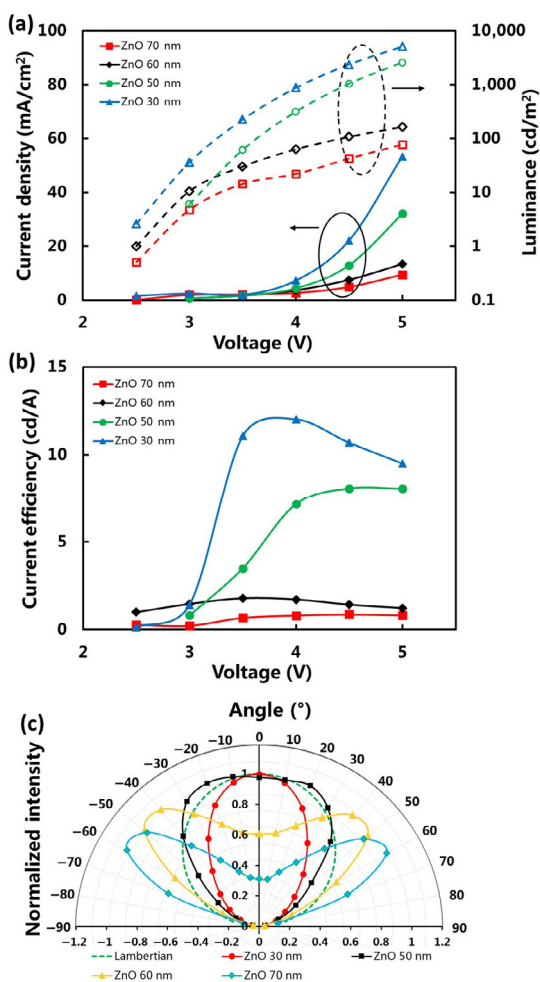 (a)
Current density (mA/cm²)
100
80
60
40
20
0
ZnO 70 nm
ZnO 60 nm
ZnO 50 nm
ZnO 30 nm
10,000
1,000
100
10
1
0.1
Luminance (cd/m²)
2 3 4 5
Voltage (V)
(b)
Current efficiency (cd/A)
15
10
5
0
ZnO 70 nm
ZnO 60 nm
ZnO 50 nm
ZnO 30 nm
2 3 4 5
Voltage (V)
(c)
Angle (°)
Normalized intensity
−90 −80 −70 −60 −50 −40 −30 −20 −10 0 10 20 30 40 50 60 70 80 90
1
0.8
0.6
0.4
0.2
0
−1.2 −1 −0.8 −0.6 −0.4 −0.2 0 0.2 0.4 0.6 0.8 1 1.2
Lambertian ZnO 30 nm ZnO 50 nm
ZnO 60 nm ZnO 70 nm